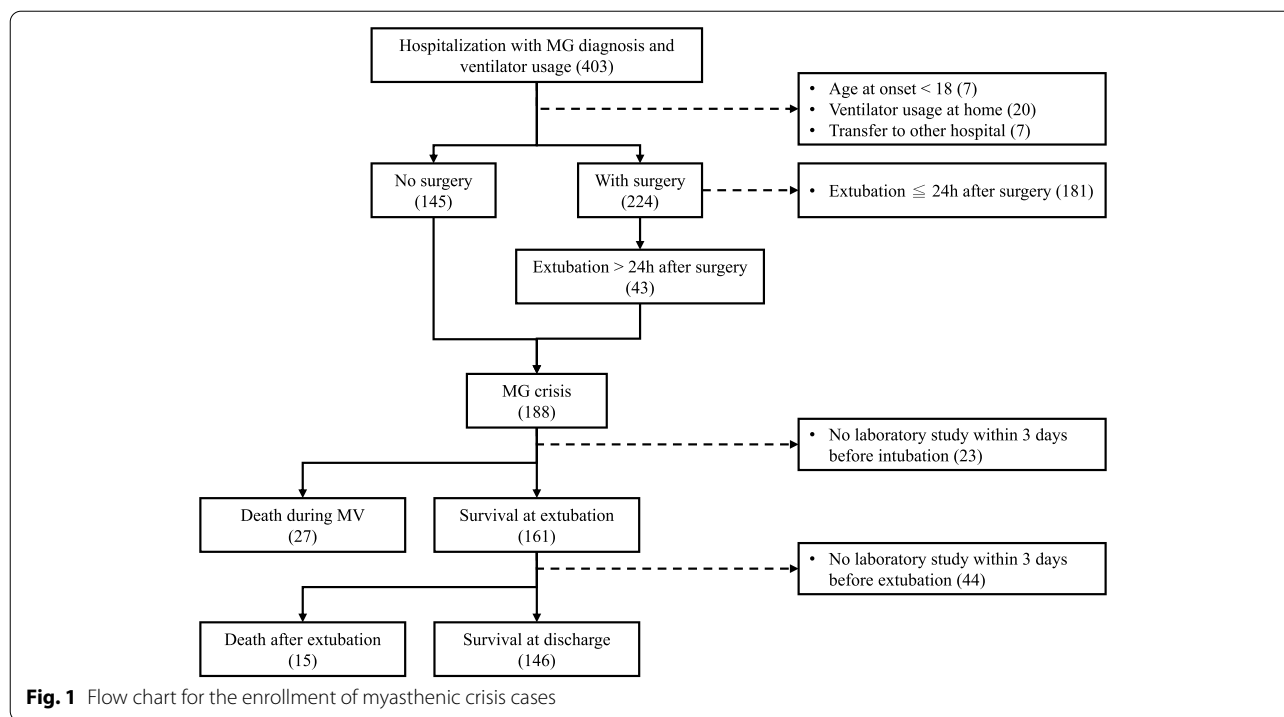 Hospitalization with MG diagnosis and
ventilator usage (403)
• Age at onset < 18 (7)
• Ventilator usage at home (20)
• Transfer to other hospital (7)
No surgery
(145)
With surgery
(224)
• Extubation ≦ 24h after surgery (181)
Extubation > 24h after surgery
(43)
MG crisis
(188)
• No laboratory study within 3 days
before intubation (23)
Death during MV
(27)
Survival at extubation
(161)
• No laboratory study within 3 days
before extubation (44)
Death after extubation
(15)
Survival at discharge
(146)
Fig. 1 Flow chart for the enrollment of myasthenic crisis cases